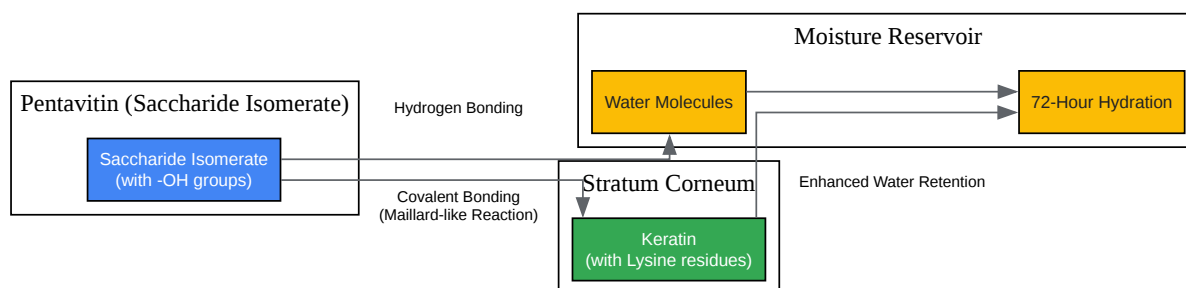 Moisture Reservoir
Pentavitin (Saccharide Isomerate)
Hydrogen Bonding
Water Molecules
72-Hour Hydration
Saccharide Isomerate
(with -OH groups)
Stratum Corneum
Enhanced Water Retention
Covalent Bonding
(Maillard-like Reaction)
Keratin
(with Lysine residues)